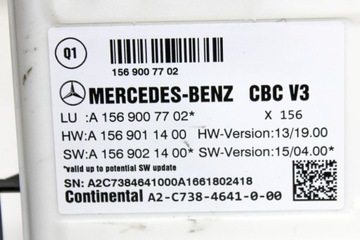 Q1
156 900 77 02
MERCEDES-BENZ CBC V3
LU :A 156 900 77 02* X 156
HW:A 156 901 14 00 HW-Version:13/19.00
SW:A 156 902 14 00* SW-Version:15/04.00*
*valid up to potential SW update
SN: A2C7384641000A1661802418
Continental A2-C738-4641-0-00